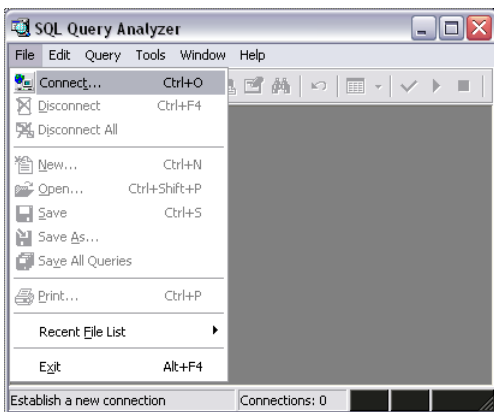 SQL Query Analyzer
File Edit Query Tools Window Help
Connect... Ctrl+O
Disconnect Ctrl+F4
Disconnect All
New... Ctrl+N
Open... Ctrl+Shift+P
Save Ctrl+S
Save As...
Save All Queries
Print... Ctrl+P
Recent File List
Exit Alt+F4
Establish a new connection Connections: 0